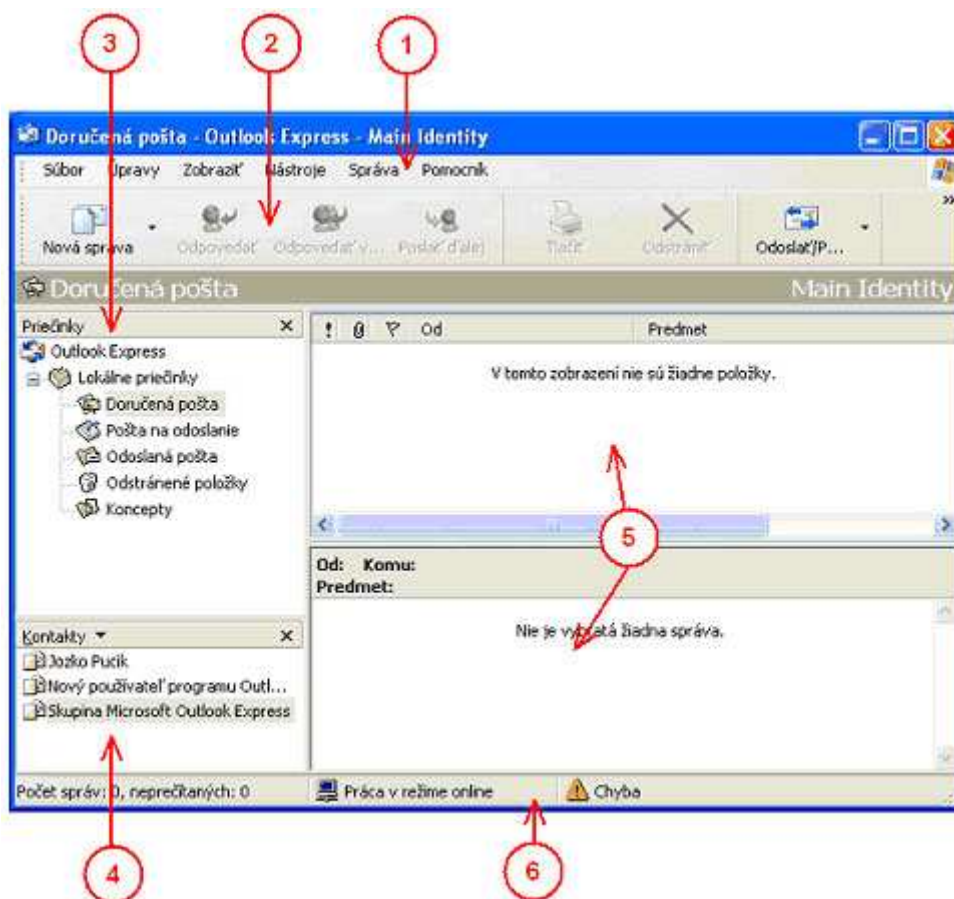 3 2 1
Doručená pošta - Outlook Express - Main Identity
Súbor Úpravy Zobraziť Nástroje Správa Pomocník
Nová správa Odpovedať Odpovedať v... Poslať ďalej Tlačiť Odstrániť Odoslať/P...
Doručená pošta Main Identity
Priečinky
! Od Predmet
Outlook Express
Lokálne priečinky
Doručená pošta
Pošta na odoslanie
Odoslaná pošta
Odstránené položky
Koncepty
V tomto zobrazení nie sú žiadne položky.
5
Od: Komu:
Predmet:
Nie je vybratá žiadna správa.
Kontakty
Jozko Pucik
Nový používateľ programu Outl...
Skupina Microsoft Outlook Express
Počet správ: 0, neprečítaných: 0 Práca v režime online Chyba
4 6